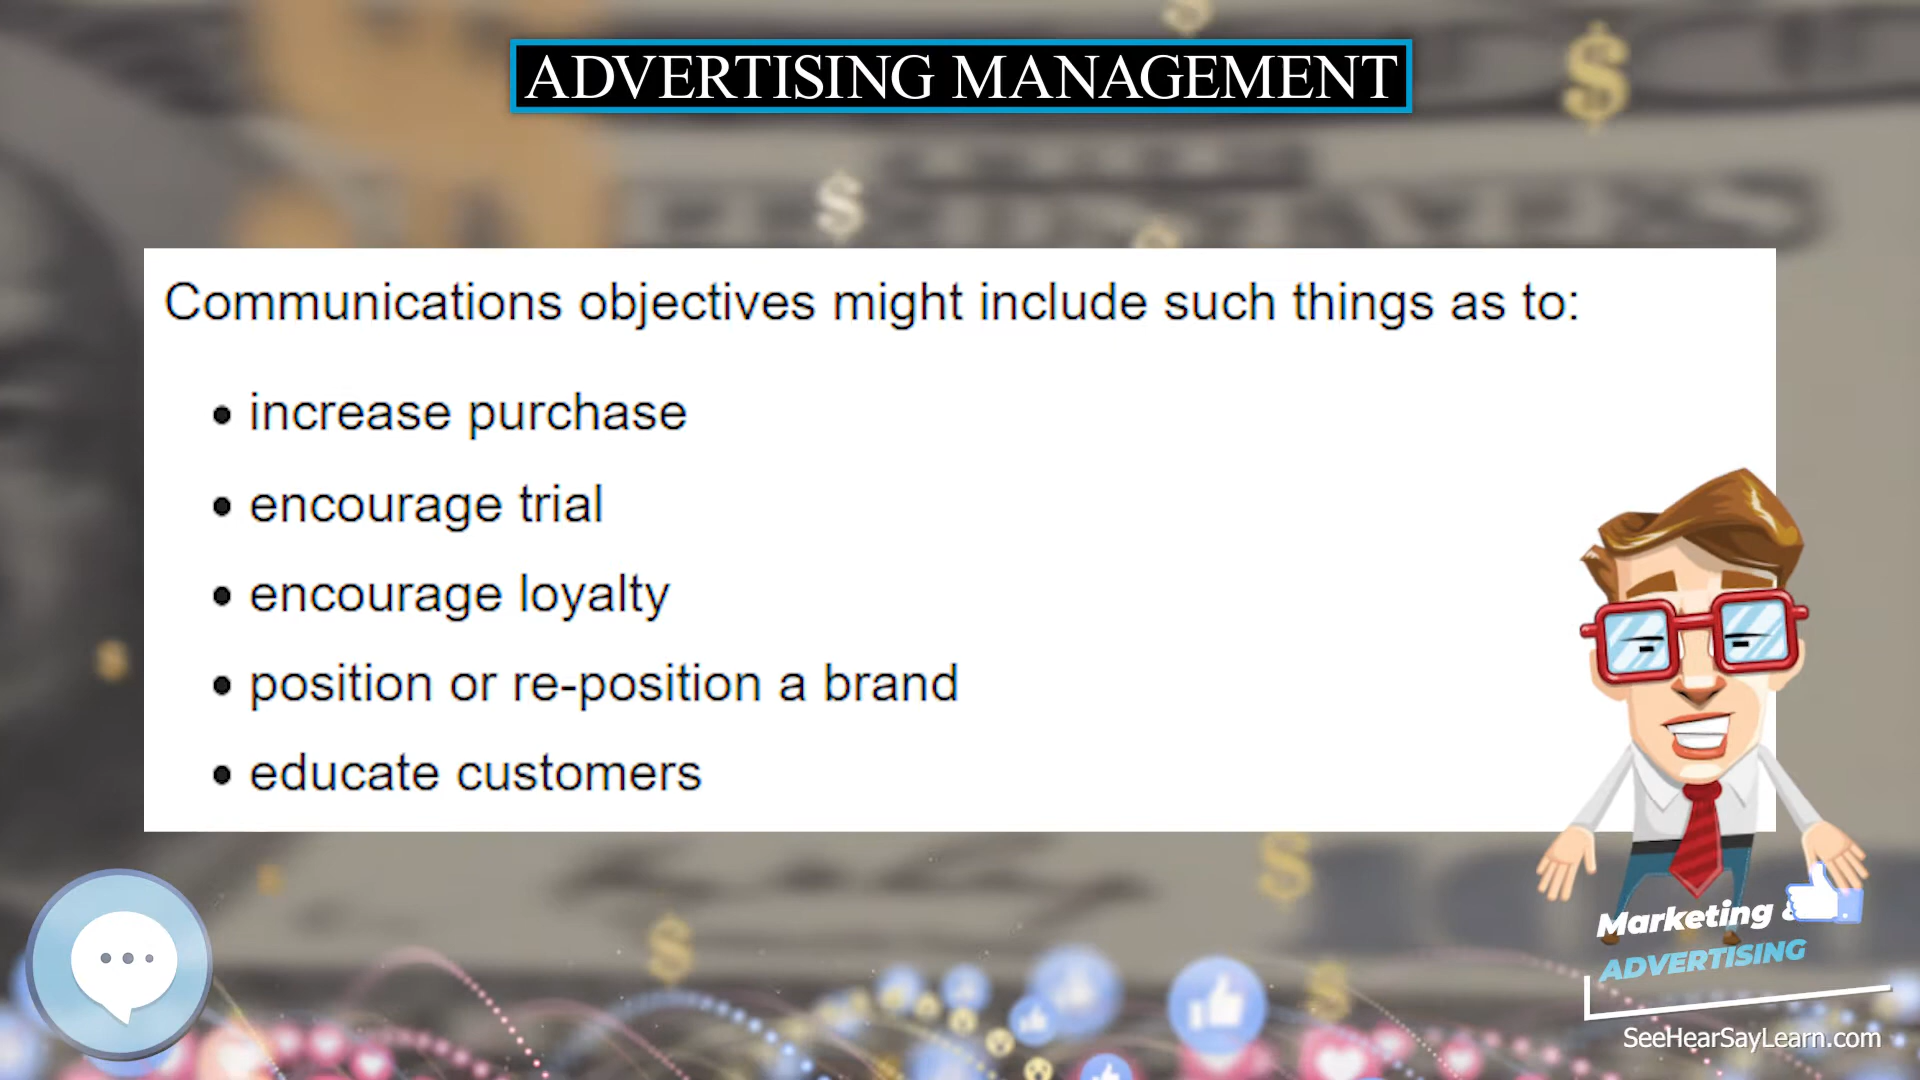 ADVERTISING MANAGEMENT
Communications objectives might include such things as to:
• increase purchase
• encourage trial
• encourage loyalty
• position or re-position a brand
• educate customers
Marketing &
ADVERTISING
SeeHearSayLearn.com